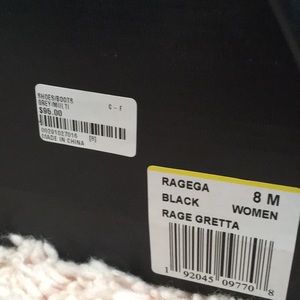 SHOES/BOOTS
GREY/MULTI
$95.00 C - F
00291027016
MADE IN CHINA [R]
RAGEGA 8 M
BLACK WOMEN
RAGE GRETTA
1 92045 09770 8